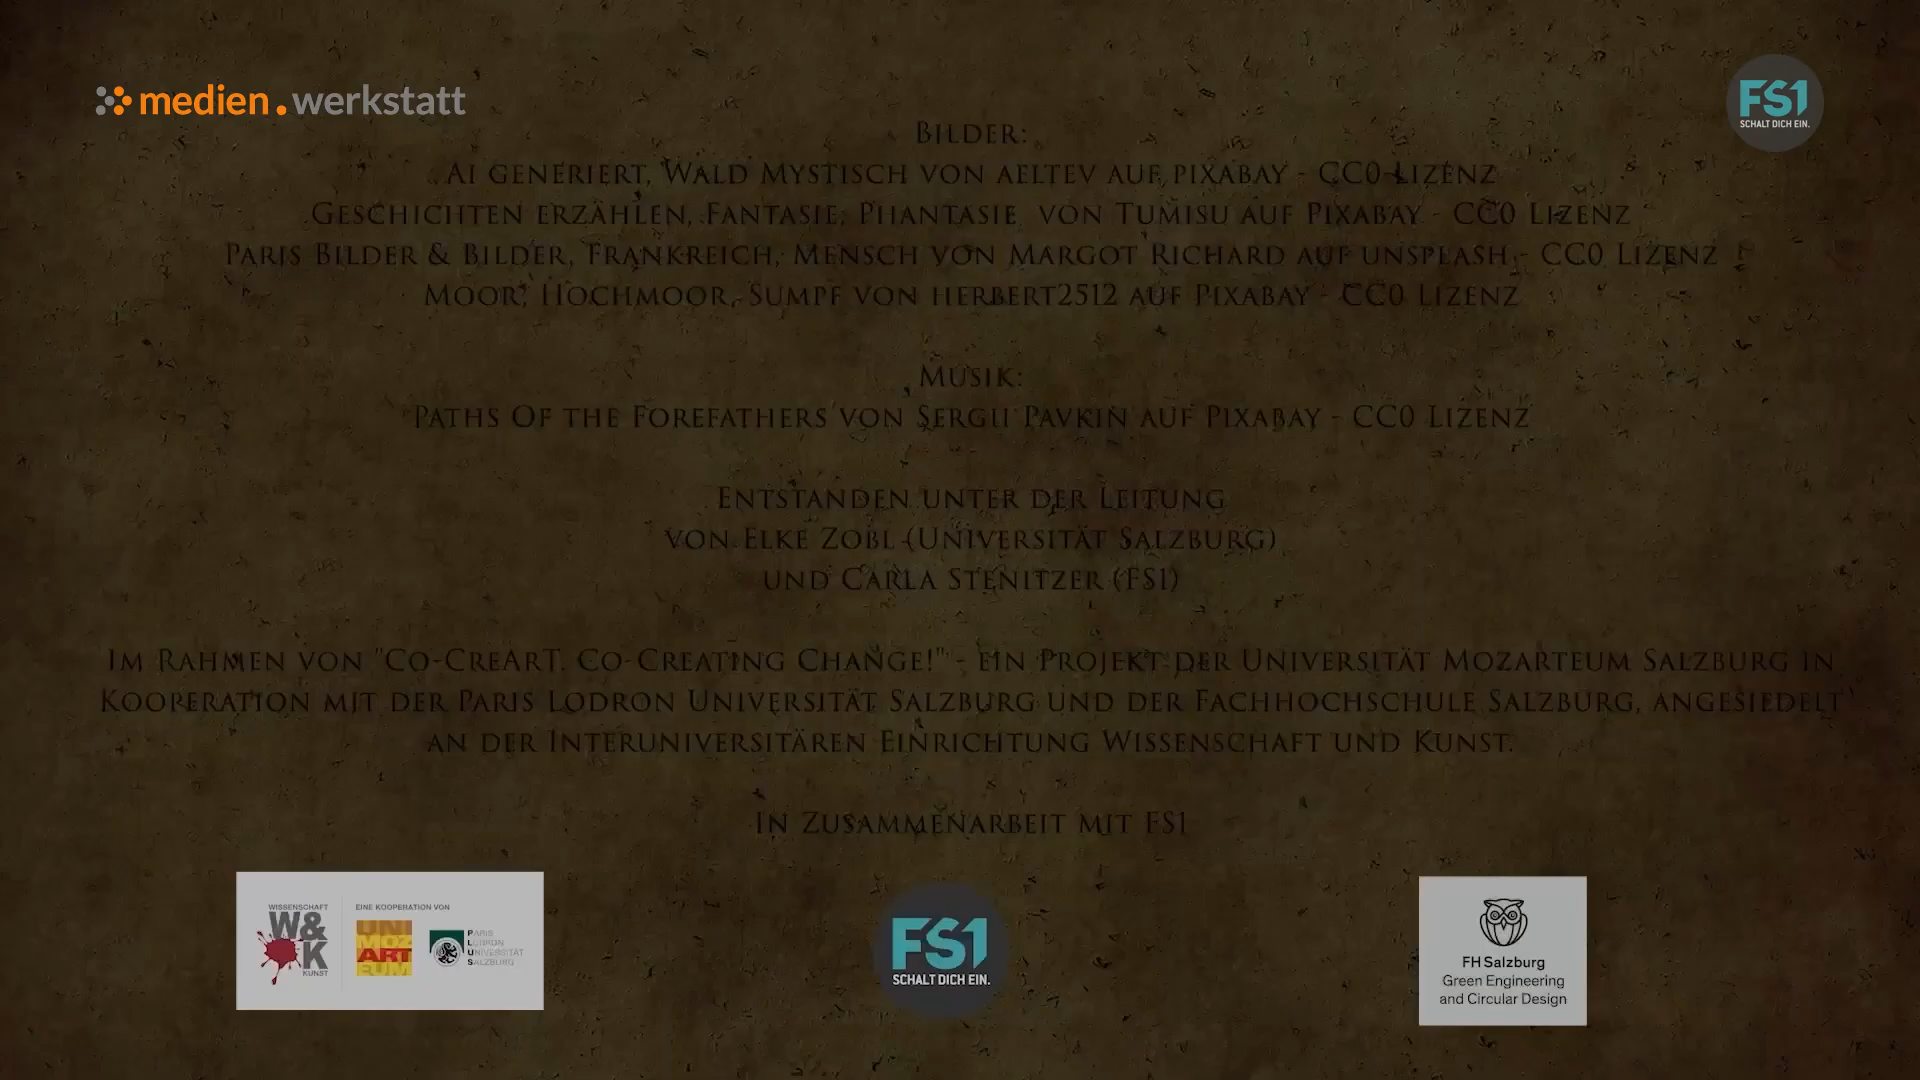 medien.werkstatt
FS1
SCHALT DICH EIN.
BILDER:
AI GENERIERT, WALD MYSTISCH VON AELTEV AUF PIXABAY - CC0 LIZENZ
GESCHICHTEN ERZÄHLEN, FANTASIE, PHANTASIE VON TUMISU AUF PIXABAY - CC0 LIZENZ
PARIS BILDER & BILDER, FRANKREICH, MENSCH VON MARGOT RICHARD AUF UNSPLASH - CC0 LIZENZ
MOOR, HOCHMOOR, SUMPF VON HERBERT2512 AUF PIXABAY - CC0 LIZENZ
MUSIK:
PATHS OF THE FOREFATHERS VON SERGII PAVKIN AUF PIXABAY - CC0 LIZENZ
ENTSTANDEN UNTER DER LEITUNG
VON ELKE ZOBL (UNIVERSITÄT SALZBURG)
UND CARLA STENITZER (FS1)
IM RAHMEN VON "CO-CREART. CO-CREATING CHANGE!" - EIN PROJEKT DER UNIVERSITÄT MOZARTEUM SALZBURG IN
KOOPERATION MIT DER PARIS LODRON UNIVERSITÄT SALZBURG UND DER FACHHOCHSCHULE SALZBURG, ANGESIEDELT
AN DER INTERUNIVERSITÄREN EINRICHTUNG WISSENSCHAFT UND KUNST.
IN ZUSAMMENARBEIT MIT FS1
WISSENSCHAFT
W&K
KUNST
EINE KOOPERATION VON
UNI
MOZ
ART
EUM
PARIS
LODRON
UNIVERSITÄT
SALZBURG
FS1
SCHALT DICH EIN.
FH Salzburg
Green Engineering
and Circular Design